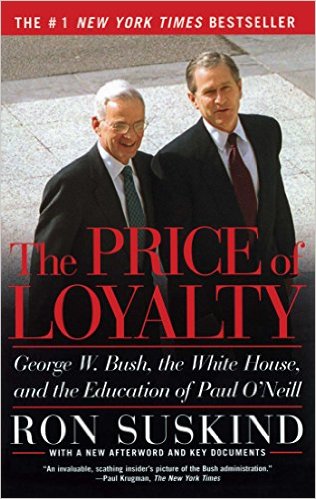 THE #1 NEW YORK TIMES BESTSELLER
The PRICE of
LOYALTY
George W. Bush, the White House,
and the Education of Paul O'Neill
RON SUSKIND
WITH A NEW AFTERWORD AND KEY DOCUMENTS
"An invaluable, scathing insider's picture of the Bush administration."
—Paul Krugman, The New York Times